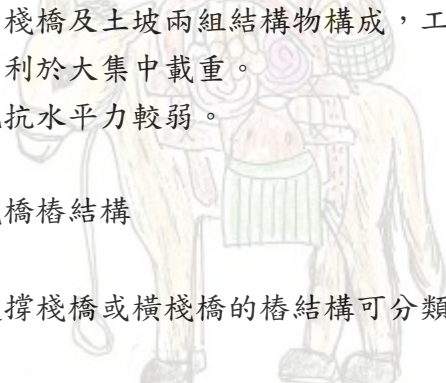 棧橋及土坡兩組結構物構成，工
利於大集中載重。
抗水平力較弱。
橋樁結構
撐棧橋或橫棧橋的樁結構可分類